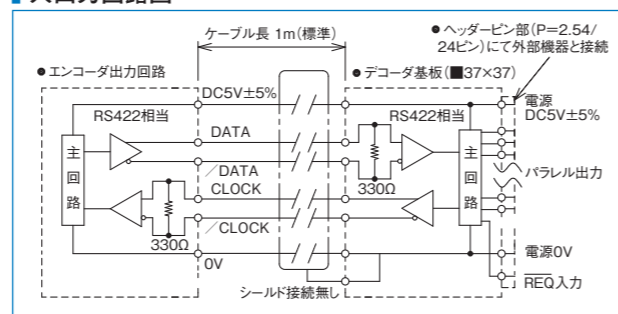 ケーブル長 1m(標準)
●ヘッダーピン部(P=2.54/
24ピン)にて外部機器と接続
●エンコーダ出力回路
●デコーダ基板(■37×37)
DC5V±5%
RS422相当
RS422相当
電源
DC5V±5%
DATA
／DATA
主回路
主回路
パラレル出力
CLOCK
330Ω
330Ω
／CLOCK
0V
電源0V
シールド接続無し
REQ入力